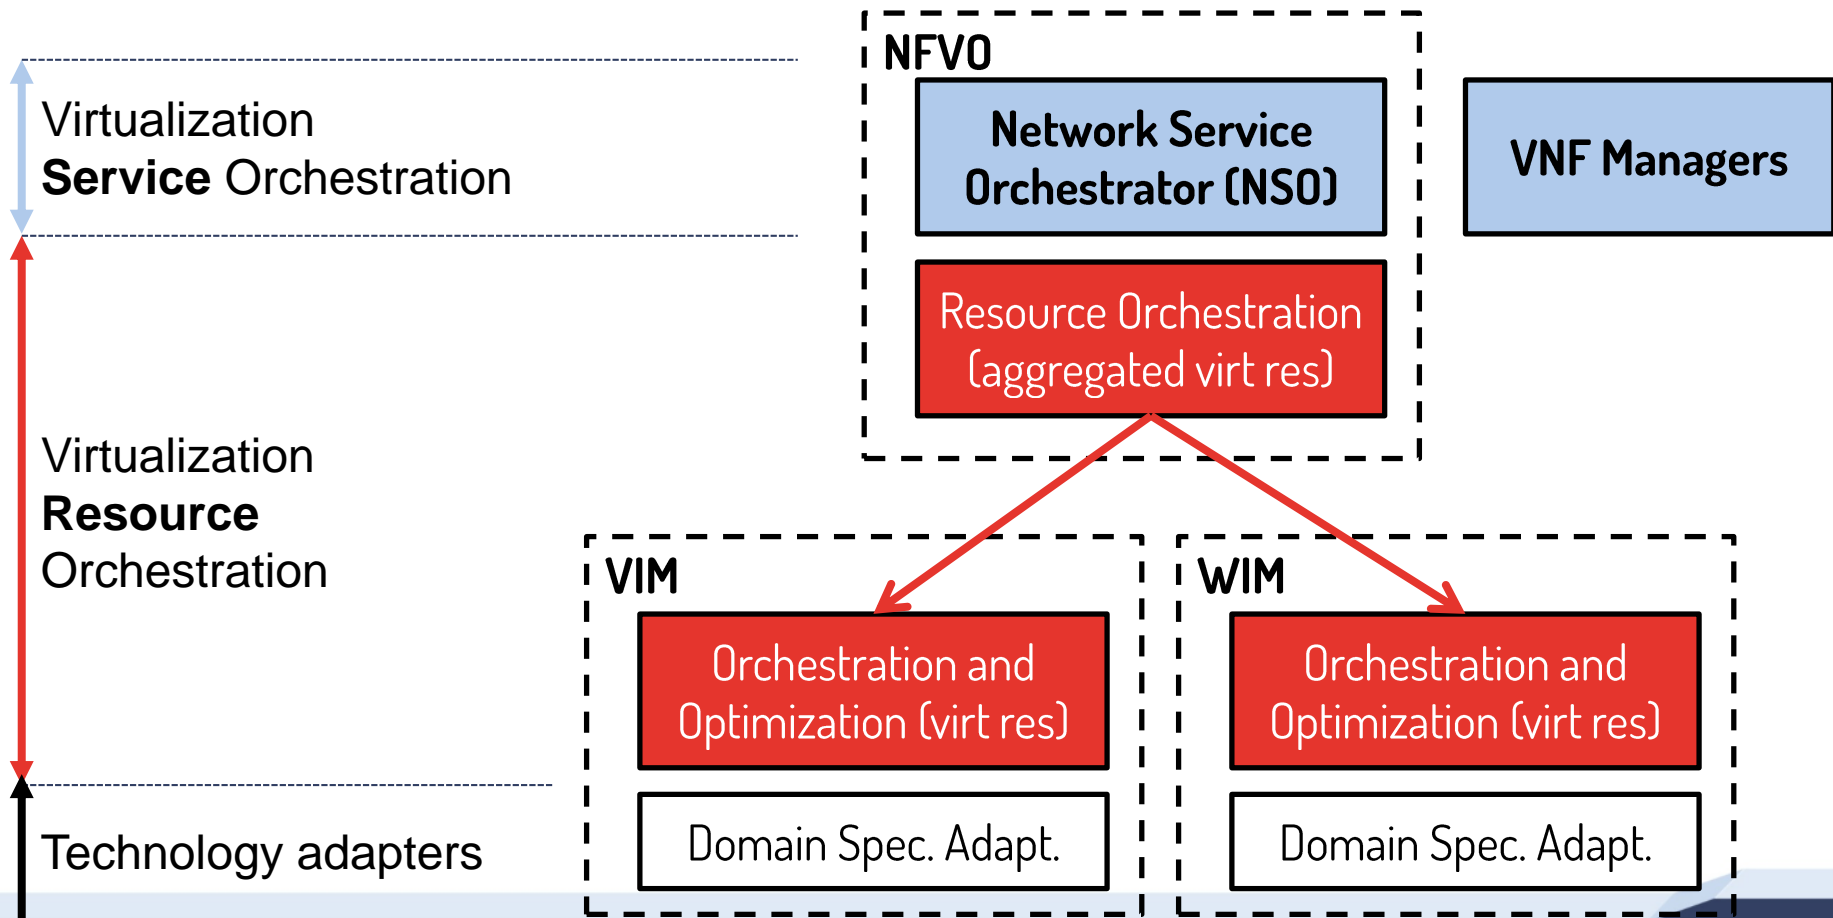 NFVO
Virtualization
Service Orchestration
Network Service
Orchestrator (NSO)
VNF Managers
Resource Orchestration
(aggregated virt res)
Virtualization
Resource
Orchestration
VIM
Orchestration and
Optimization (virt res)
WIM
Orchestration and
Optimization (virt res)
Technology adapters
Domain Spec. Adapt.
Domain Spec. Adapt.